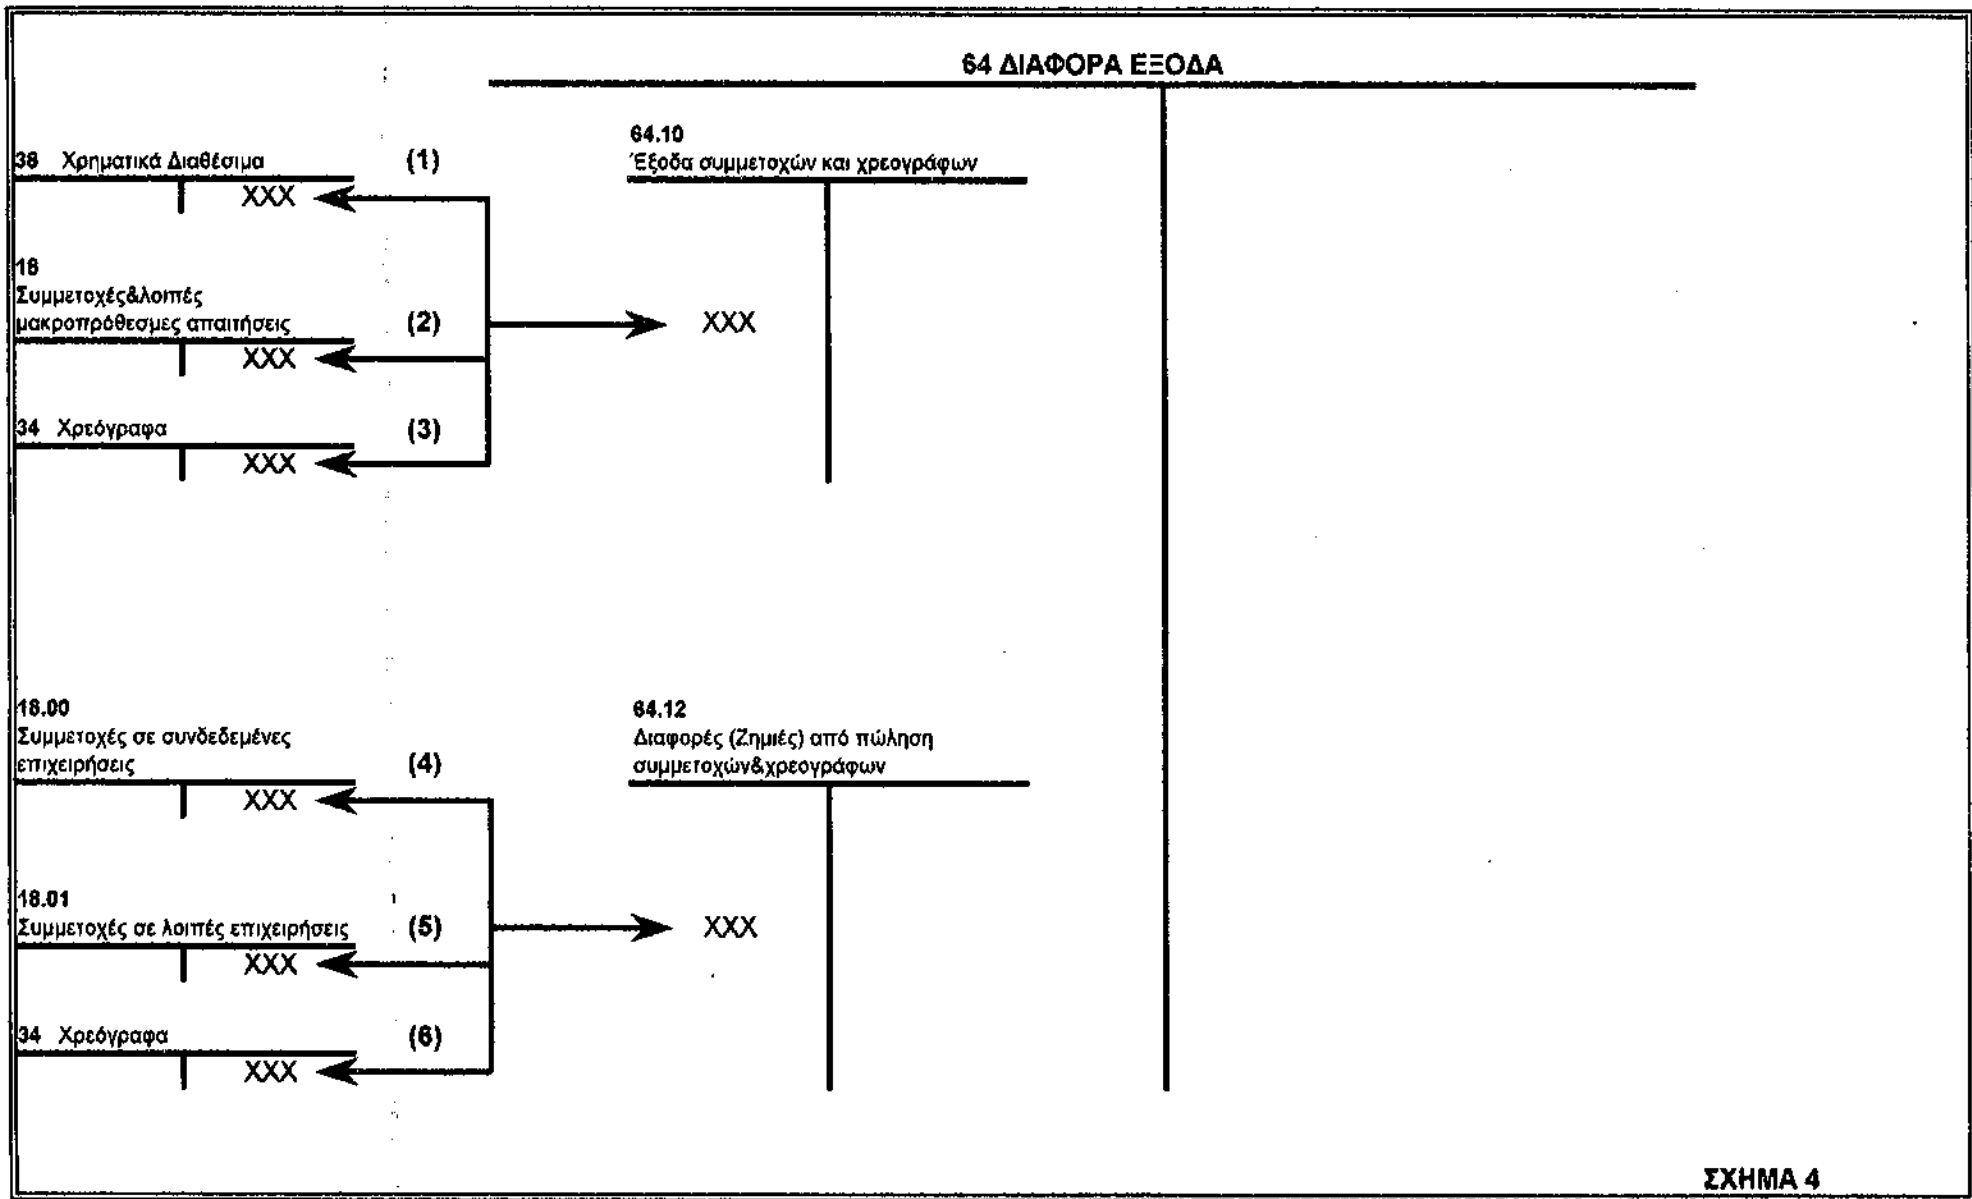 64 ΔΙΑΦΟΡΑ ΕΞΟΔΑ
38 Χρηματικά Διαθέσιμα
(1)
XXX
64.10
Έξοδα συμμετοχών και χρεογράφων
18
Συμμετοχές&λοιπές
μακροπρόθεσμες απαιτήσεις
(2)
XXX
XXX
34 Χρεόγραφα
(3)
XXX
18.00
Συμμετοχές σε συνδεδεμένες
επιχειρήσεις
(4)
XXX
64.12
Διαφορές (Ζημιές) από πώληση
συμμετοχών&χρεογράφων
18.01
Συμμετοχές σε λοιπές επιχειρήσεις
(5)
XXX
XXX
34 Χρεόγραφα
(6)
XXX
ΣΧΗΜΑ 4